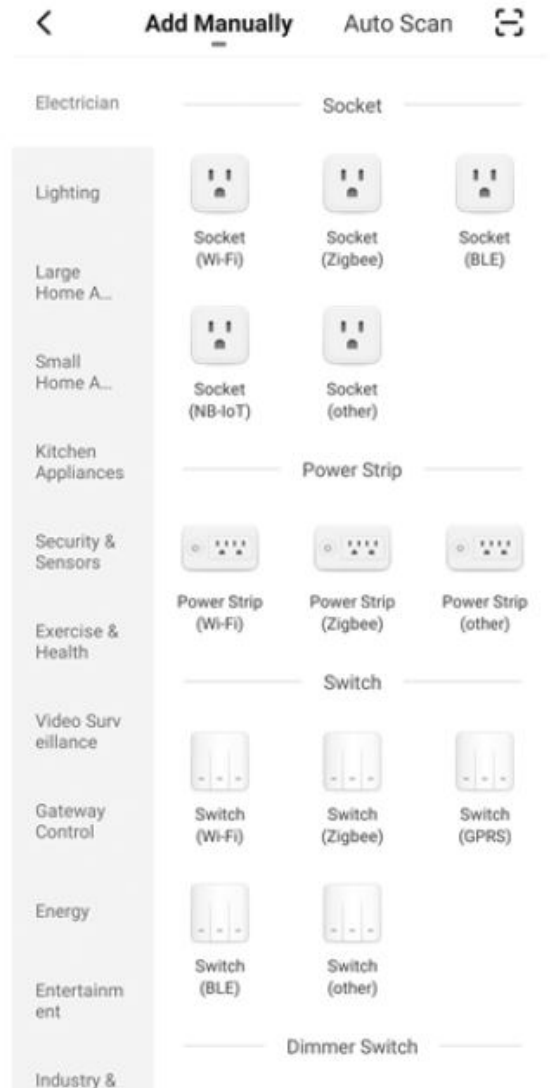 Add Manually
Auto Scan
Electrician
Lighting
Large
Home A...
Small
Home A...
Kitchen
Appliances
Security &
Sensors
Exercise &
Health
Video Surv
eillance
Gateway
Control
Energy
Entertainm
ent
Industry &
Socket
Socket
(Wi-Fi)
Socket
(Zigbee)
Socket
(BLE)
Socket
(NB-IoT)
Socket
(other)
Power Strip
Power Strip
(Wi-Fi)
Power Strip
(Zigbee)
Power Strip
(other)
Switch
Switch
(Wi-Fi)
Switch
(Zigbee)
Switch
(GPRS)
Switch
(BLE)
Switch
(other)
Dimmer Switch